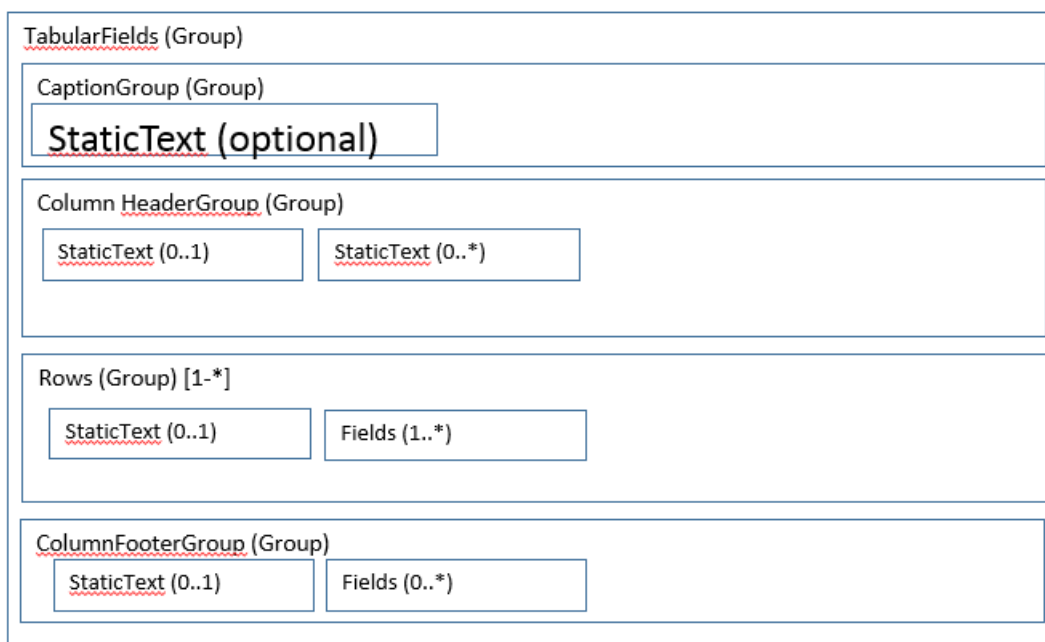 TabularFields (Group)
CaptionGroup (Group)
StaticText (optional)
Column HeaderGroup (Group)
StaticText (0..1) StaticText (0..*)
Rows (Group) [1-*]
StaticText (0..1) Fields (1..*)
ColumnFooterGroup (Group)
StaticText (0..1) Fields (0..*)